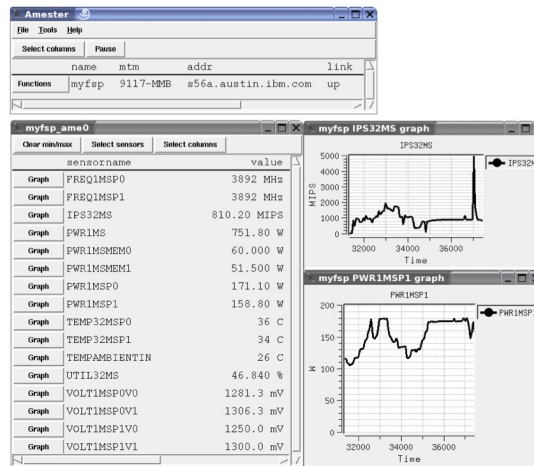 Amester
File Tools Help
Select columns Pause
name mtm addr link
Functions myfsp 9117-MMB s56a.austin.ibm.com up
myfsp_ame0
Clear min/max Select sensors Select columns
sensorname value
Graph FREQ1MSP0 3892 MHz
Graph FREQ1MSP1 3892 MHz
Graph IPS32MS 810.20 MIPS
Graph PWR1MS 751.80 W
Graph PWR1MSMEM0 60.000 W
Graph PWR1MSMEM1 51.500 W
Graph PWR1MSP0 171.10 W
Graph PWR1MSP1 158.80 W
Graph TEMP32MSP0 36 C
Graph TEMP32MSP1 34 C
Graph TEMPAMBIENTIN 26 C
Graph UTIL32MS 46.840 %
Graph VOLT1MSP0V0 1281.3 mV
Graph VOLT1MSP0V1 1306.3 mV
Graph VOLT1MSP1V0 1250.0 mV
Graph VOLT1MSP1V1 1300.0 mV
myfsp IPS32MS graph
IPS32MS
5000
4000
3000
2000
1000
0
MIPS
IPS32M
32000 34000 36000
Time
myfsp PWR1MSP1 graph
PWR1MSP1
200
150
100
50
0
W
PWR1MSP
32000 34000 36000
Time